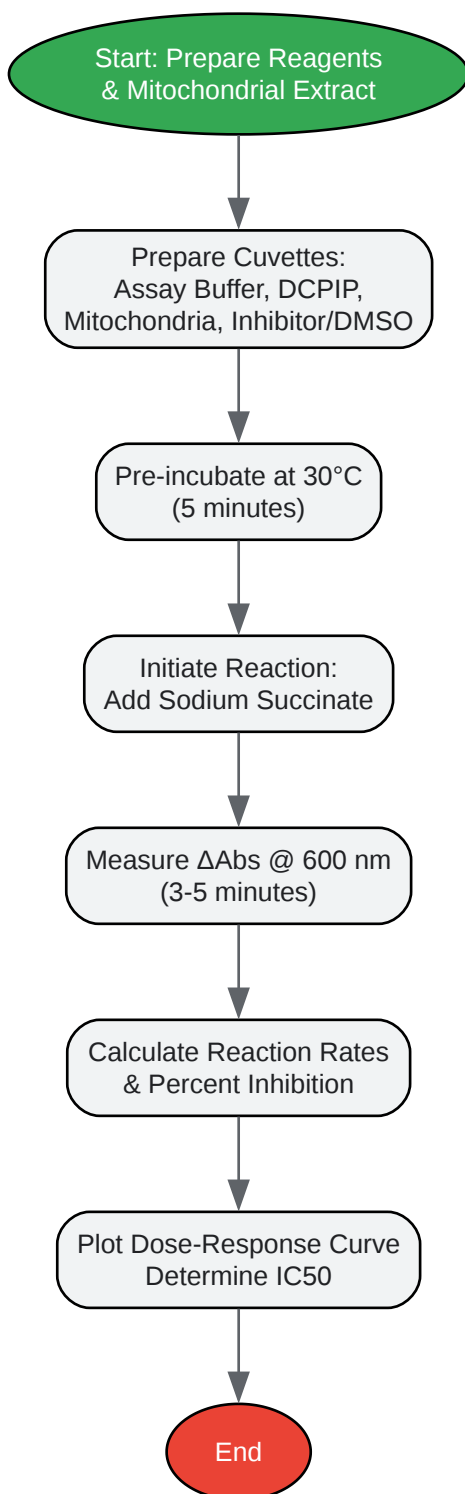 Start: Prepare Reagents
& Mitochondrial Extract
Prepare Cuvettes:
Assay Buffer, DCPIP,
Mitochondria, Inhibitor/DMSO
Pre-incubate at 30°C
(5 minutes)
Initiate Reaction:
Add Sodium Succinate
Measure ΔAbs @ 600 nm
(3-5 minutes)
Calculate Reaction Rates
& Percent Inhibition
Plot Dose-Response Curve
Determine IC50
End